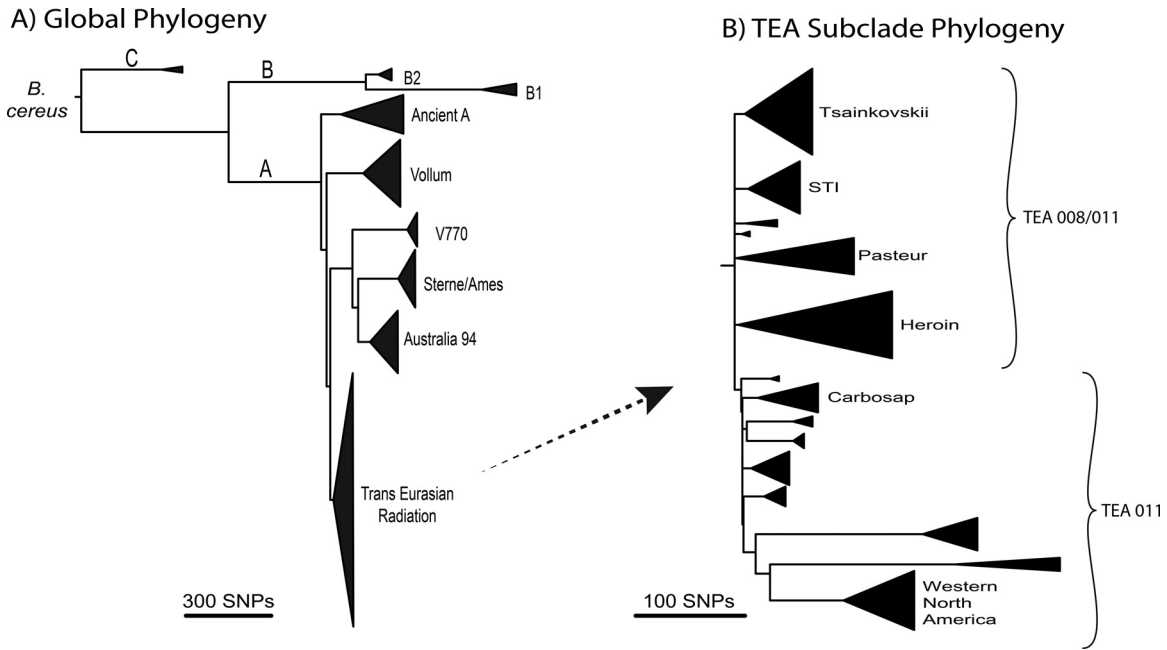 A) Global Phylogeny
C
B. cereus
B
B2
B1
Ancient A
A
Vollum
V770
Sterne/Ames
Australia 94
Trans Eurasian
Radiation
300 SNPs
B) TEA Subclade Phylogeny
Tsainkovskii
STI
TEA 008/011
Pasteur
Heroin
Carbosap
TEA 011
Western
North
America
100 SNPs